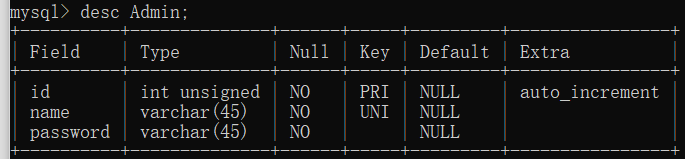 mysql> desc Admin;
+----------+--------------+------+-----+---------+----------------+
| Field | Type | Null | Key | Default | Extra |
+----------+--------------+------+-----+---------+----------------+
| id | int unsigned | NO | PRI | NULL | auto_increment |
| name | varchar(45) | NO | UNI | NULL | |
| password | varchar(45) | NO | | NULL | |
+----------+--------------+------+-----+---------+----------------+